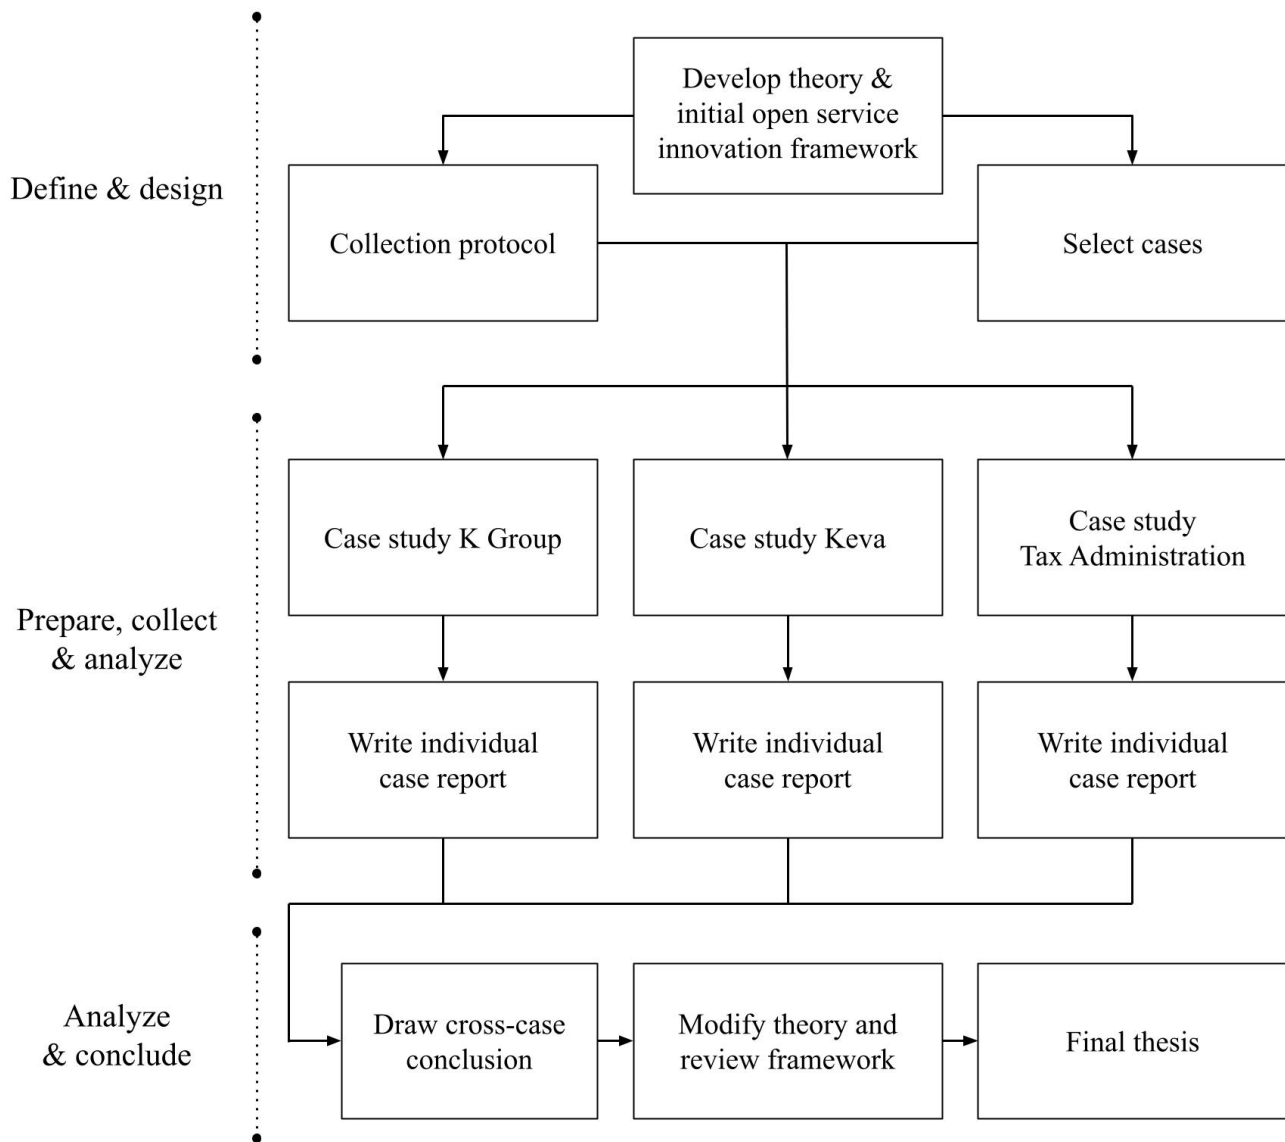 Develop theory &
initial open service
innovation framework
Define & design
Collection protocol
Select cases
Case study K Group
Case study Keva
Case study
Tax Administration
Prepare, collect
& analyze
Write individual
case report
Write individual
case report
Write individual
case report
Analyze
& conclude
Draw cross-case
conclusion
Modify theory and
review framework
Final thesis